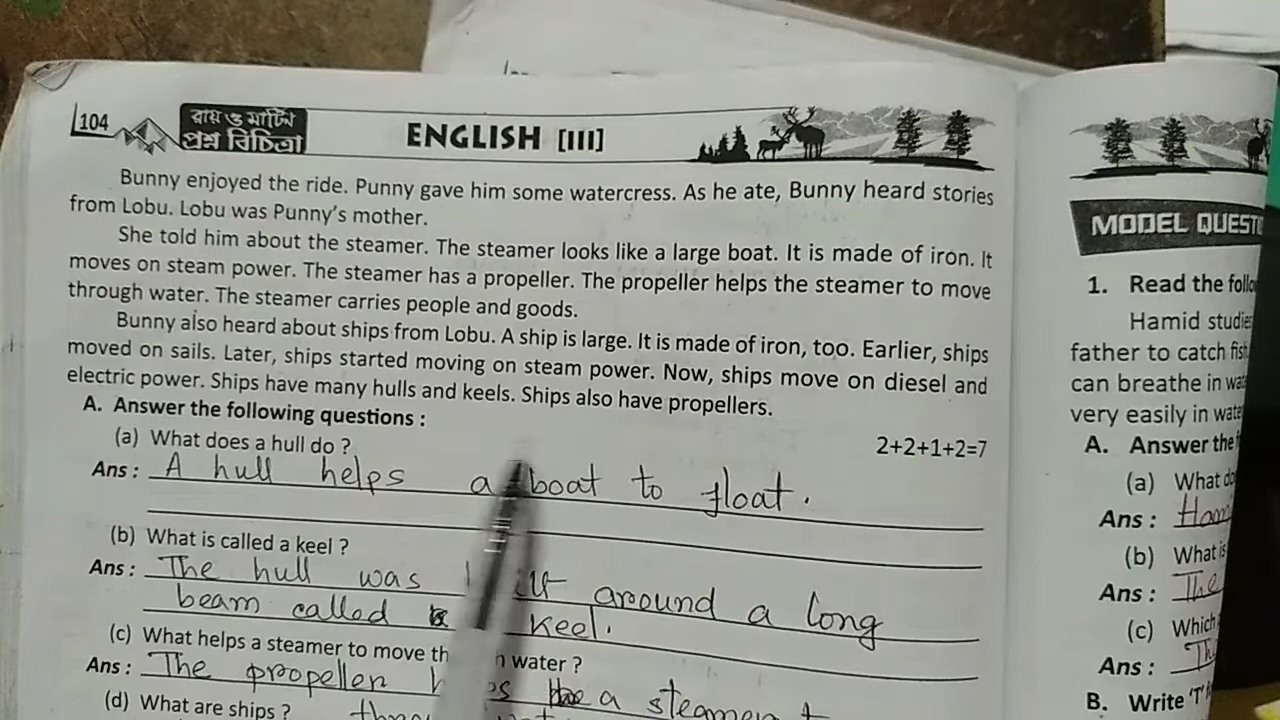 104
রায় ও মার্টিন
প্রশ্ন বিচিত্রা
ENGLISH [III]
Bunny enjoyed the ride. Punny gave him some watercress. As he ate, Bunny heard stories
from Lobu. Lobu was Punny's mother.
She told him about the steamer. The steamer looks like a large boat. It is made of iron. It
moves on steam power. The steamer has a propeller. The propeller helps the steamer to move
through water. The steamer carries people and goods.
Bunny also heard about ships from Lobu. A ship is large. It is made of iron, too. Earlier, ships
moved on sails. Later, ships started moving on steam power. Now, ships move on diesel and
electric power. Ships have many hulls and keels. Ships also have propellers.
A. Answer the following questions :
2+2+1+2=7
(a) What does a hull do ?
Ans : A hull helps a boat to float.
(b) What is called a keel ?
Ans : The hull was around a long
beam called keel.
(c) What helps a steamer to move water ?
Ans : The propeller a steamer
(d) What are ships ?
MODEL
1. Read the
Hamid
father to catch
can breathe in
very easily in
A. Answer the
(a) What
Ans :
(b) What
Ans : The
(c) Which
Ans :
B. Write 'T'